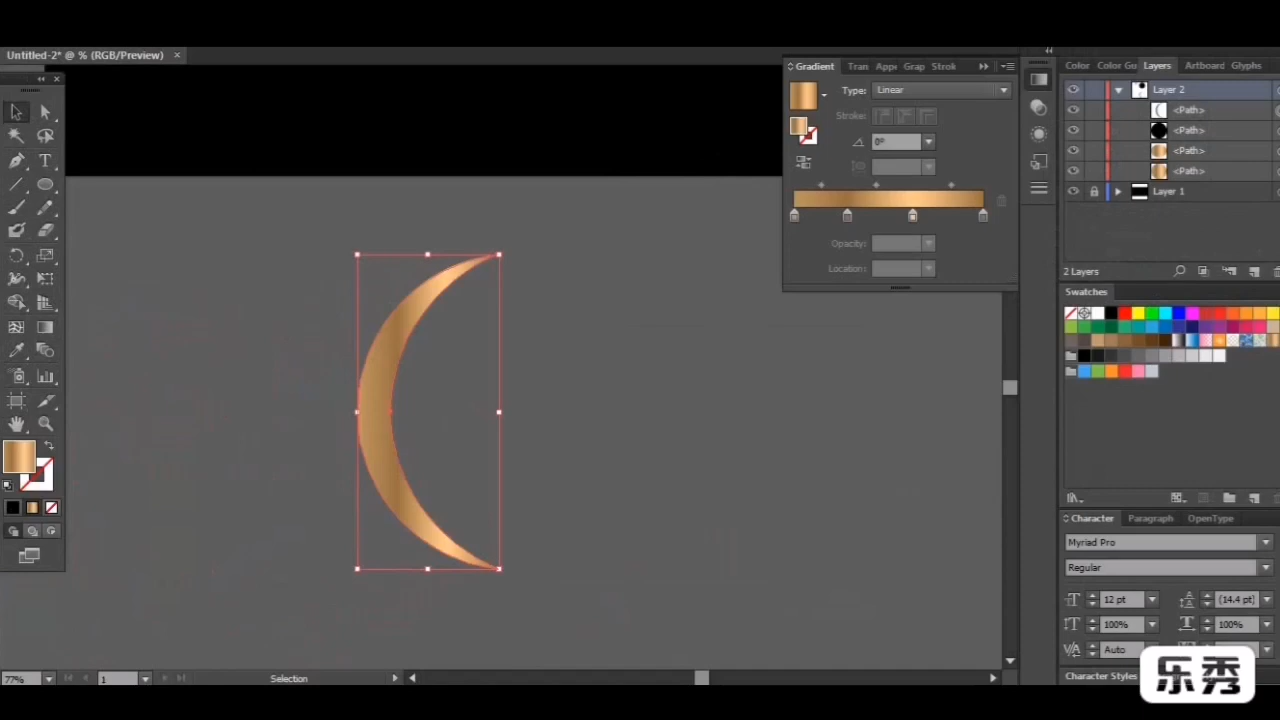 Untitled-2* @ % (RGB/Preview) ×
Gradient Tran Appe Grap Strok
Type: Linear
Stroke:
0°
Opacity:
Location:
Color Color Gu Layers Artboard Glyphs
Layer 2
<Path>
<Path>
<Path>
<Path>
Layer 1
2 Layers
Swatches
Character Paragraph OpenType
Myriad Pro
Regular
12 pt (14.4 pt)
100% 100%
Auto
Character Styles
77% 1 Selection
乐秀